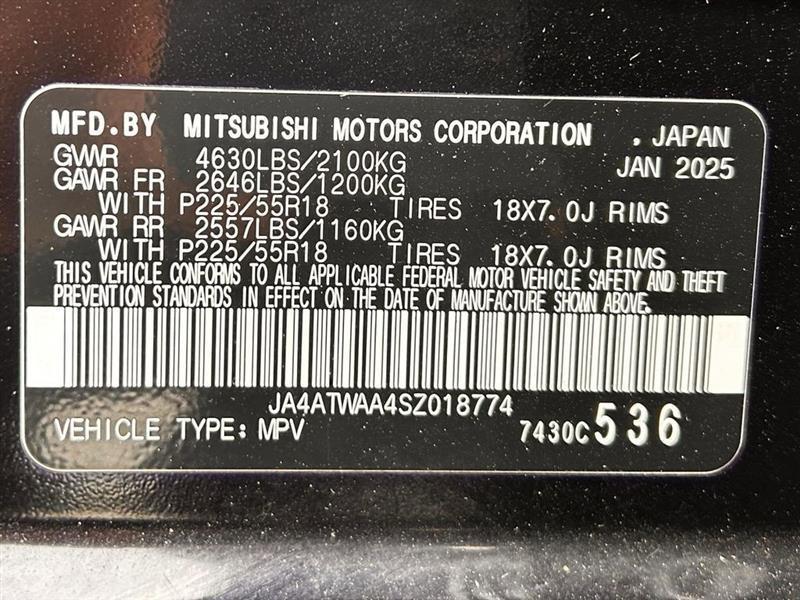 MFD.BY MITSUBISHI MOTORS CORPORATION , JAPAN
GVWR 4630LBS/2100KG JAN 2025
GAWR FR 2646LBS/1200KG
WITH P225/55R18 TIRES 18X7.0J RIMS
GAWR RR 2557LBS/1160KG
WITH P225/55R18 TIRES 18X7.0J RIMS
THIS VEHICLE CONFORMS TO ALL APPLICABLE FEDERAL MOTOR VEHICLE SAFETY AND THEFT
PREVENTION STANDARDS IN EFFECT ON THE DATE OF MANUFACTURE SHOWN ABOVE.
JA4ATWAA4SZ018774
VEHICLE TYPE: MPV 7430C 536